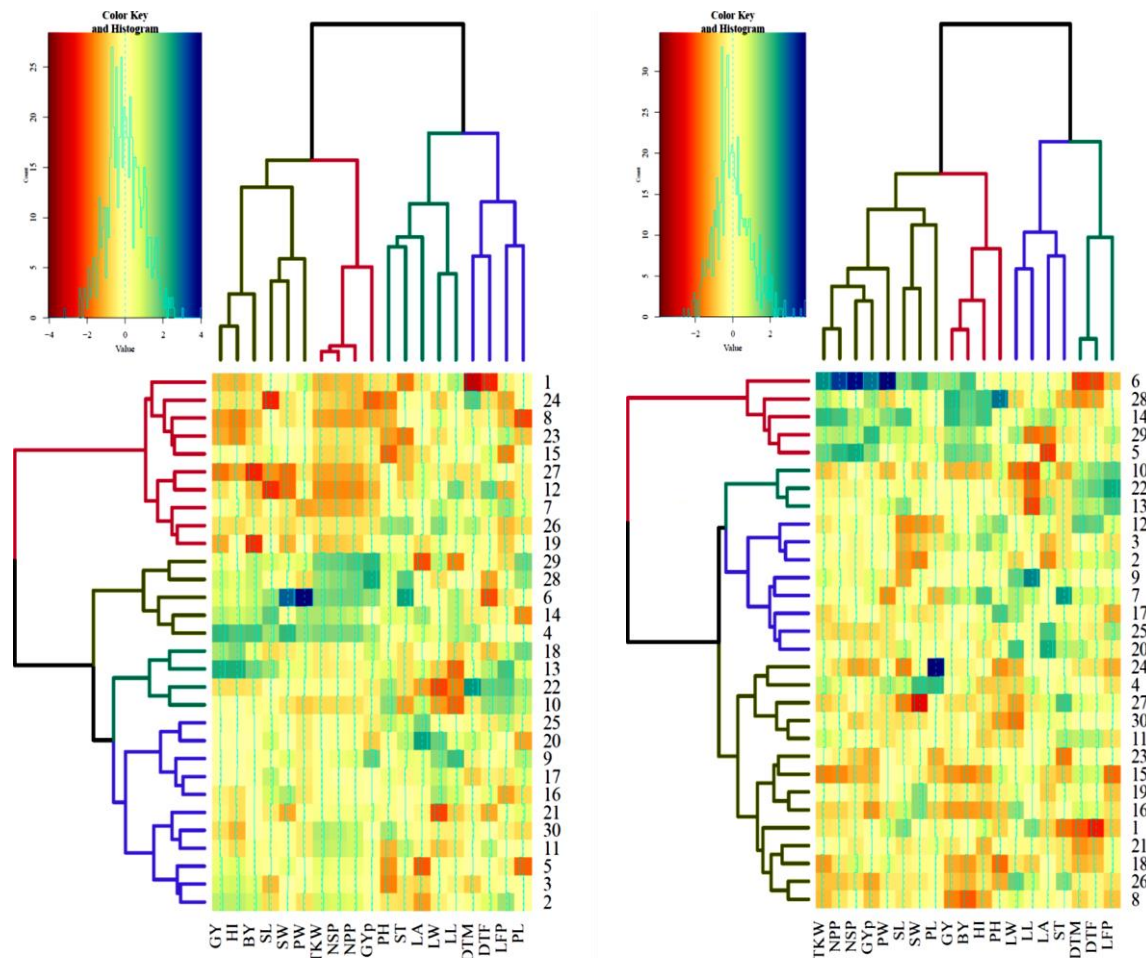 Color Key
and Histogram
Count
0
5
10
15
20
25
−4
−2
0
2
4
Value
1
24
8
23
15
27
12
7
26
19
29
28
6
14
4
18
13
22
10
25
20
9
17
16
21
30
11
5
3
2
GY
HI
BY
SL
SW
PW
TKW
NSP
NPP
GYp
PH
ST
LA
LW
LL
DTM
DTF
LFP
PL
Color Key
and Histogram
Count
0
5
10
15
20
25
30
−2
0
2
Value
6
28
14
29
5
10
22
13
12
3
2
9
7
17
25
20
24
4
27
30
11
23
15
19
16
1
21
18
26
8
TKW
NPP
NSP
GYp
PW
SL
SW
PL
GY
BY
HI
PH
LW
LL
LA
ST
DTM
DTF
LFP